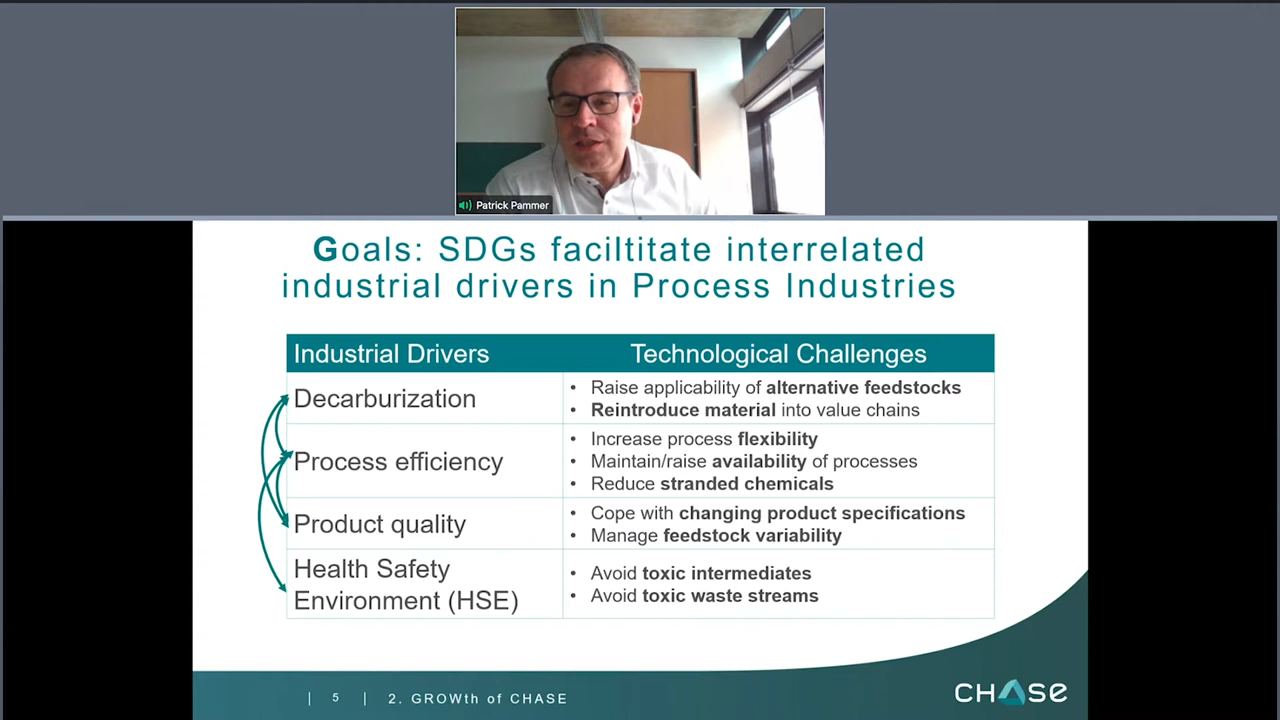 Patrick Pammer
Goals: SDGs faciltitate interrelated
industrial drivers in Process Industries
Industrial Drivers
Technological Challenges
Decarburization
• Raise applicability of alternative feedstocks
• Reintroduce material into value chains
Process efficiency
• Increase process flexibility
• Maintain/raise availability of processes
• Reduce stranded chemicals
Product quality
• Cope with changing product specifications
• Manage feedstock variability
Health Safety
Environment (HSE)
• Avoid toxic intermediates
• Avoid toxic waste streams
| 5 | 2. GROWth of CHASE
CHASE